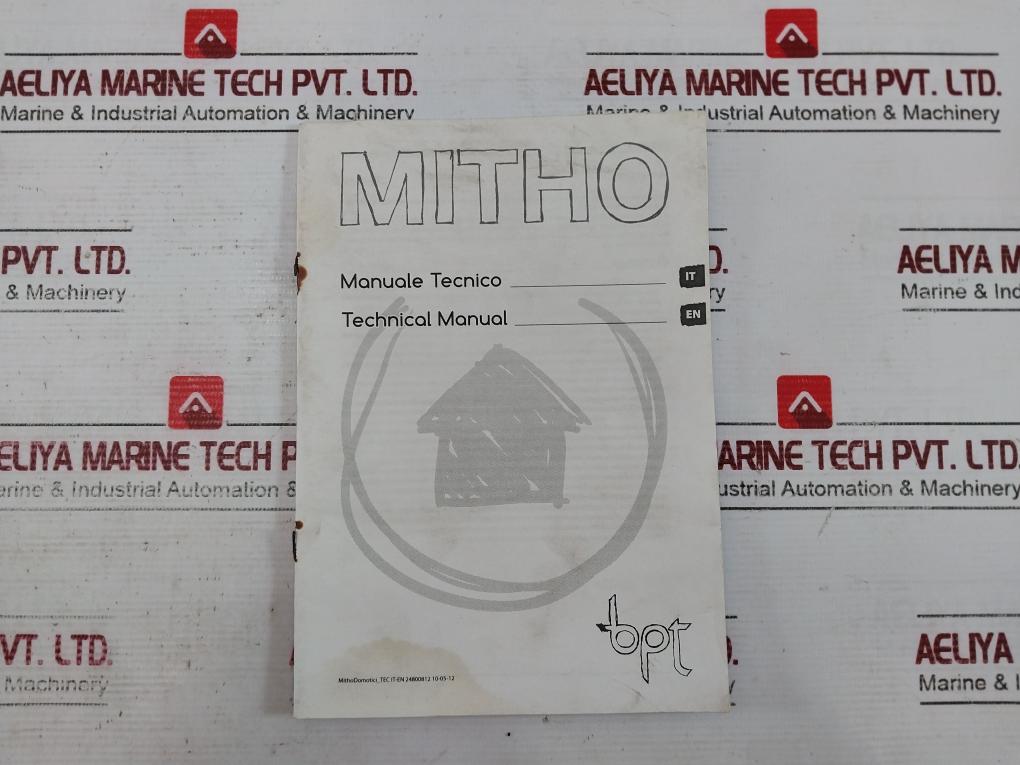 AELIYA MARINE TECH PVT. LTD.
Marine & Industrial Automation & Machinery
AELIYA MARINE TECH PVT. LTD.
Marine & Industrial Automation & Machinery
MITHO
PVT. LTD.
& Machinery
D.
ry
AELIYA M
Marine & Ind
Manuale Tecnico
IT
Technical Manual
EN
ELIYA MARINE TECH P
arine & Industrial Automation &
ARINE TECH PVT. LTD.
ustrial Automation & Machinery
bpt
VT. LTD.
Machinery
D.
AELIYA
Marine & I
MithoDomotici_TEC IT-EN 24800812 10-05-12